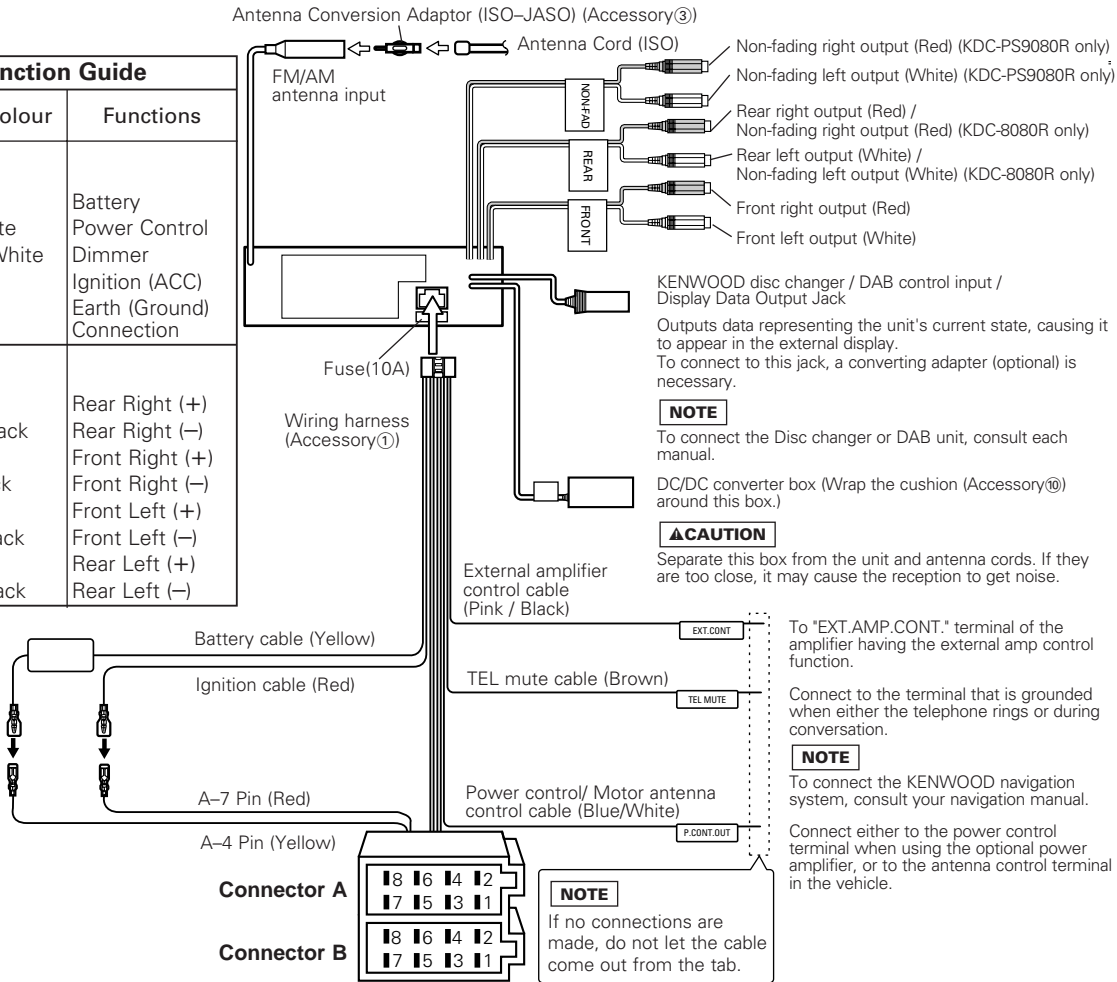 Antenna Conversion Adaptor (ISO–JASO) (Accessory③)
Antenna Cord (ISO)
FM/AM
antenna input
Non-fading right output (Red) (KDC-PS9080R only)
Non-fading left output (White) (KDC-PS9080R only)
Rear right output (Red) /
Non-fading right output (Red) (KDC-8080R only)
Rear left output (White) /
Non-fading left output (White) (KDC-8080R only)
Front right output (Red)
Front left output (White)
NON-FAD
REAR
FRONT
nction Guide
olour Functions
Battery
te Power Control
White Dimmer
Ignition (ACC)
Earth (Ground)
Connection
Rear Right (+)
ack Rear Right (–)
Front Right (+)
k Front Right (–)
Front Left (+)
ack Front Left (–)
Rear Left (+)
ack Rear Left (–)
Fuse(10A)
Wiring harness
(Accessory①)
KENWOOD disc changer / DAB control input /
Display Data Output Jack
Outputs data representing the unit's current state, causing it
to appear in the external display.
To connect to this jack, a converting adapter (optional) is
necessary.
NOTE
To connect the Disc changer or DAB unit, consult each
manual.
DC/DC converter box (Wrap the cushion (Accessory⑩)
around this box.)
⚠CAUTION
Separate this box from the unit and antenna cords. If they
are too close, it may cause the reception to get noise.
External amplifier
control cable
(Pink / Black)
EXT.CONT
To "EXT.AMP.CONT." terminal of the
amplifier having the external amp control
function.
Battery cable (Yellow)
Ignition cable (Red)
TEL mute cable (Brown)
TEL MUTE
Connect to the terminal that is grounded
when either the telephone rings or during
conversation.
NOTE
To connect the KENWOOD navigation
system, consult your navigation manual.
A–7 Pin (Red)
A–4 Pin (Yellow)
Power control/ Motor antenna
control cable (Blue/White)
P.CONT.OUT
Connect either to the power control
terminal when using the optional power
amplifier, or to the antenna control terminal
in the vehicle.
Connector A
8 6 4 2
7 5 3 1
Connector B
8 6 4 2
7 5 3 1
NOTE
If no connections are
made, do not let the cable
come out from the tab.